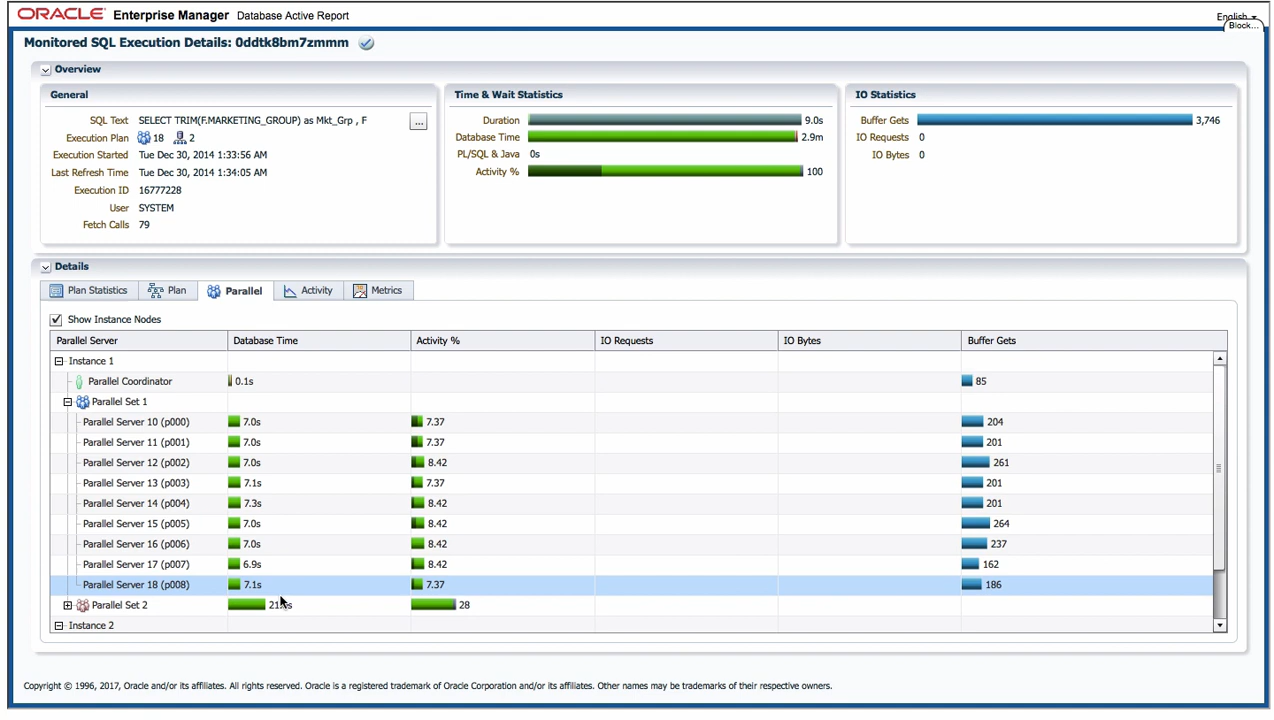 ORACLE Enterprise Manager Database Active Report
English
Block...
Monitored SQL Execution Details: 0ddtk8bm7zmmm
Overview
General
SQL Text SELECT TRIM(F.MARKETING_GROUP) as Mkt_Grp , F ...
Execution Plan 18 2
Execution Started Tue Dec 30, 2014 1:33:56 AM
Last Refresh Time Tue Dec 30, 2014 1:34:05 AM
Execution ID 16777228
User SYSTEM
Fetch Calls 79
Time & Wait Statistics
Duration 9.0s
Database Time 2.9m
PL/SQL & Java 0s
Activity % 100
IO Statistics
Buffer Gets 3,746
IO Requests 0
IO Bytes 0
Details
Plan Statistics Plan Parallel Activity Metrics
Show Instance Nodes
Parallel Server Database Time Activity % IO Requests IO Bytes Buffer Gets
Instance 1
Parallel Coordinator 0.1s 85
Parallel Set 1
Parallel Server 10 (p000) 7.0s 7.37 204
Parallel Server 11 (p001) 7.0s 7.37 201
Parallel Server 12 (p002) 7.0s 8.42 261
Parallel Server 13 (p003) 7.1s 7.37 201
Parallel Server 14 (p004) 7.3s 8.42 201
Parallel Server 15 (p005) 7.0s 8.42 264
Parallel Server 16 (p006) 7.0s 8.42 237
Parallel Server 17 (p007) 6.9s 8.42 162
Parallel Server 18 (p008) 7.1s 7.37 186
Parallel Set 2 28
Instance 2
Copyright © 1996, 2017, Oracle and/or its affiliates. All rights reserved. Oracle is a registered trademark of Oracle Corporation and/or its affiliates. Other names may be trademarks of their respective owners.